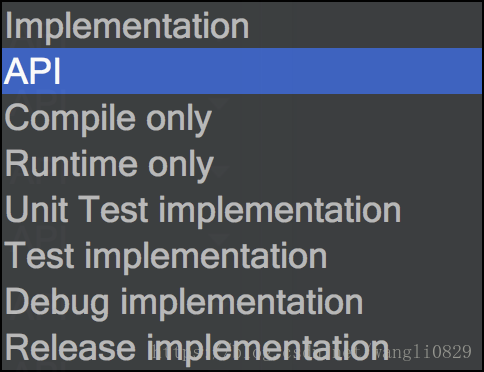 Implementation
API
Compile only
Runtime only
Unit Test implementation
Test implementation
Debug implementation
Release implementation